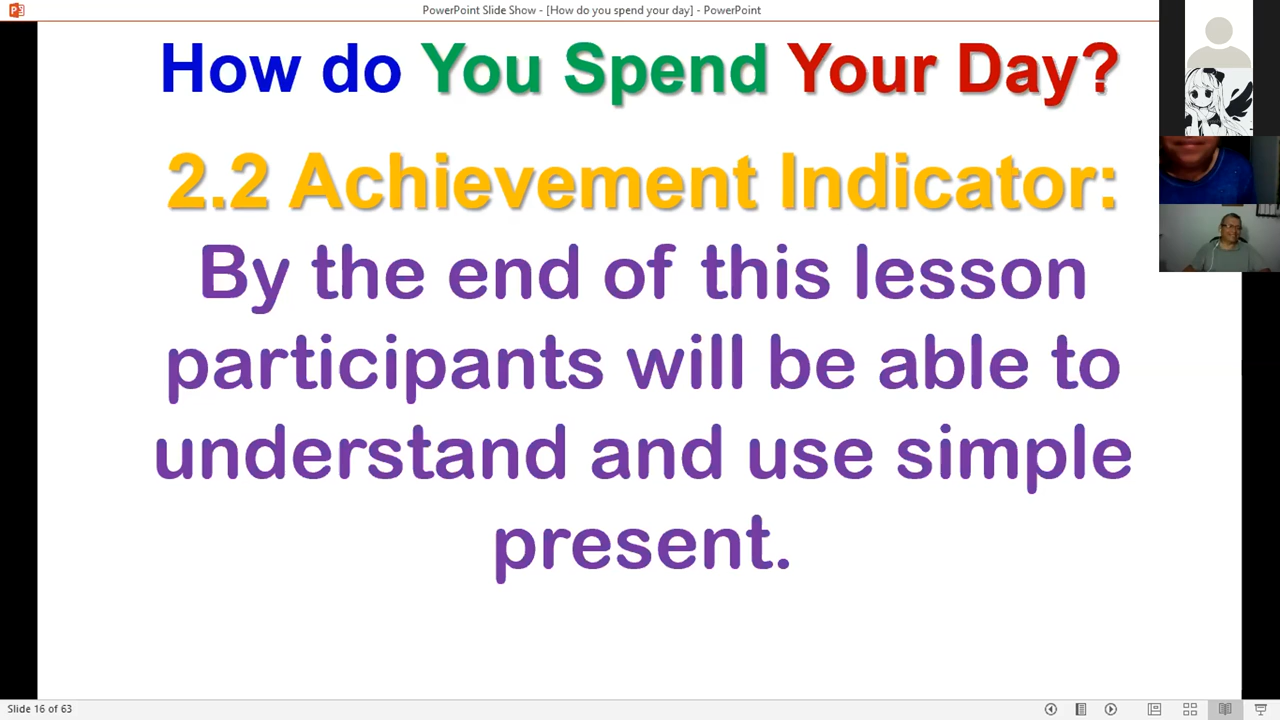 PowerPoint Slide Show - [How do you spend your day] - PowerPoint
How do You Spend Your Day?
2.2 Achievement Indicator:
By the end of this lesson
participants will be able to
understand and use simple
present.
Slide 16 of 63